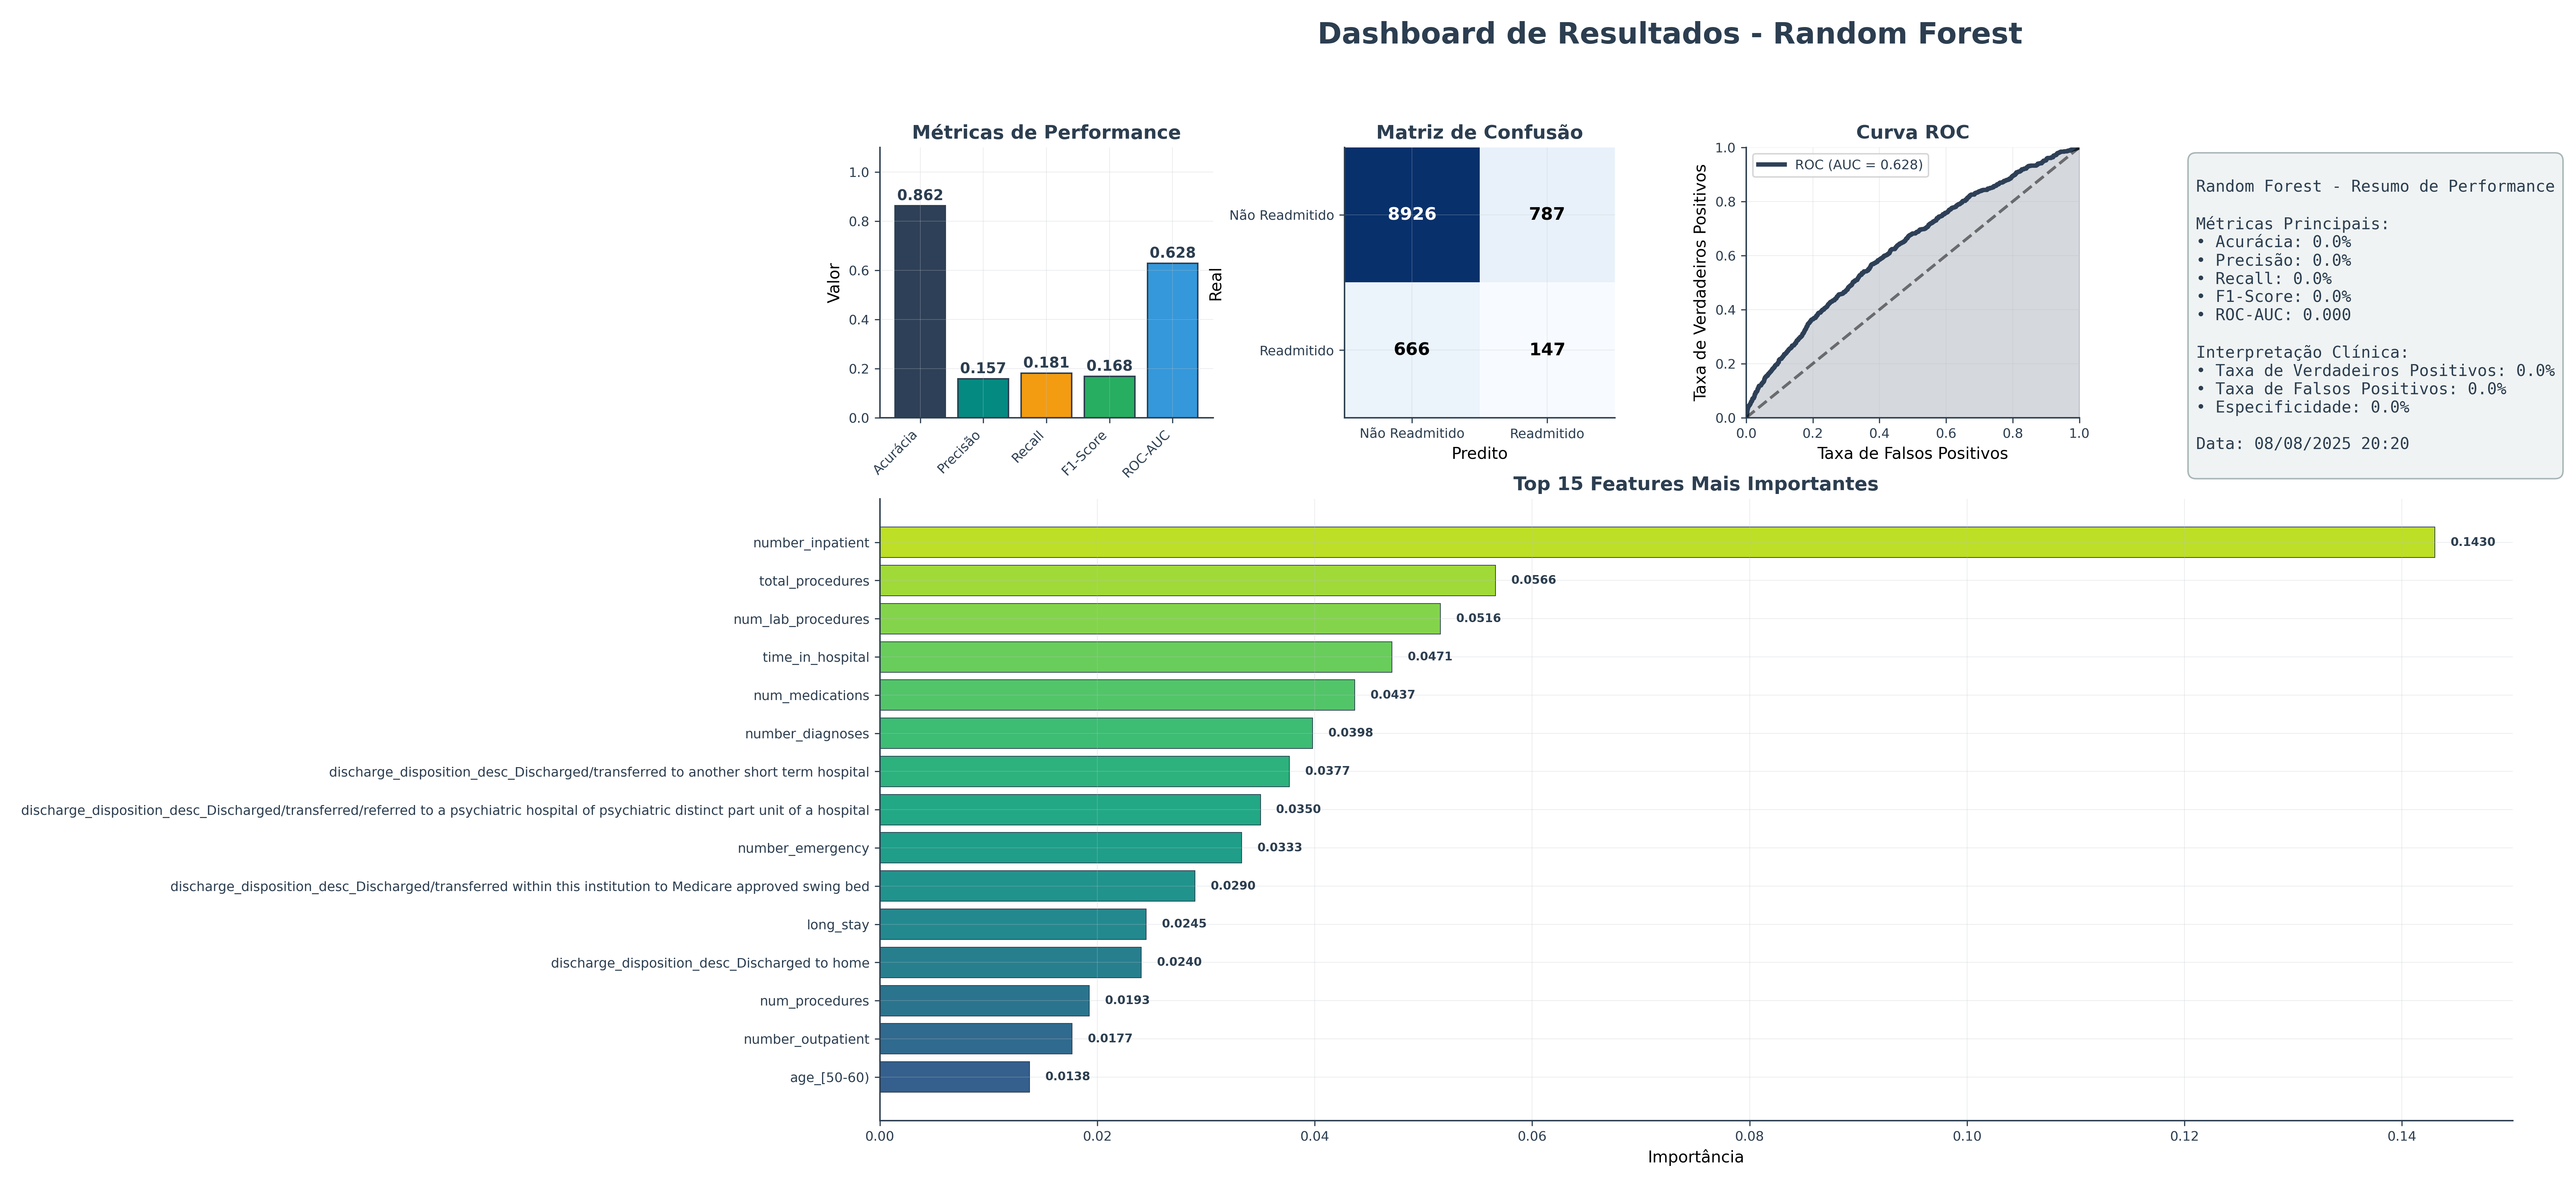 Dashboard de Resultados - Random Forest
Métricas de Performance
Valor
1.0
0.8
0.6
0.4
0.2
0.0
0.862
0.157
0.181
0.168
0.628
Acurácia
Precisão
Recall
F1-Score
ROC-AUC
Matriz de Confusão
Real
Não Readmitido
Readmitido
8926
787
666
147
Não Readmitido
Readmitido
Predito
Curva ROC
Taxa de Verdadeiros Positivos
1.0
0.8
0.6
0.4
0.2
0.0
ROC (AUC = 0.628)
0.0
0.2
0.4
0.6
0.8
1.0
Taxa de Falsos Positivos
Random Forest - Resumo de Performance
Métricas Principais:
• Acurácia: 0.0%
• Precisão: 0.0%
• Recall: 0.0%
• F1-Score: 0.0%
• ROC-AUC: 0.000
Interpretação Clínica:
• Taxa de Verdadeiros Positivos: 0.0%
• Taxa de Falsos Positivos: 0.0%
• Especificidade: 0.0%
Data: 08/08/2025 20:20
Top 15 Features Mais Importantes
number_inpatient 0.1430
total_procedures 0.0566
num_lab_procedures 0.0516
time_in_hospital 0.0471
num_medications 0.0437
number_diagnoses 0.0398
discharge_disposition_desc_Discharged/transferred to another short term hospital 0.0377
discharge_disposition_desc_Discharged/transferred/referred to a psychiatric hospital of psychiatric distinct part unit of a hospital 0.0350
number_emergency 0.0333
discharge_disposition_desc_Discharged/transferred within this institution to Medicare approved swing bed 0.0290
long_stay 0.0245
discharge_disposition_desc_Discharged to home 0.0240
num_procedures 0.0193
number_outpatient 0.0177
age_[50-60) 0.0138
0.00
0.02
0.04
0.06
0.08
0.10
0.12
0.14
Importância